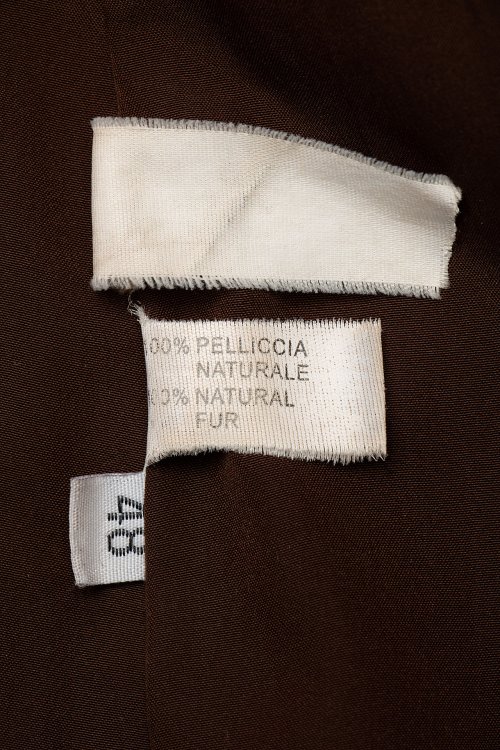 00% PELLICCIA
NATURALE
0% NATURAL
FUR
48